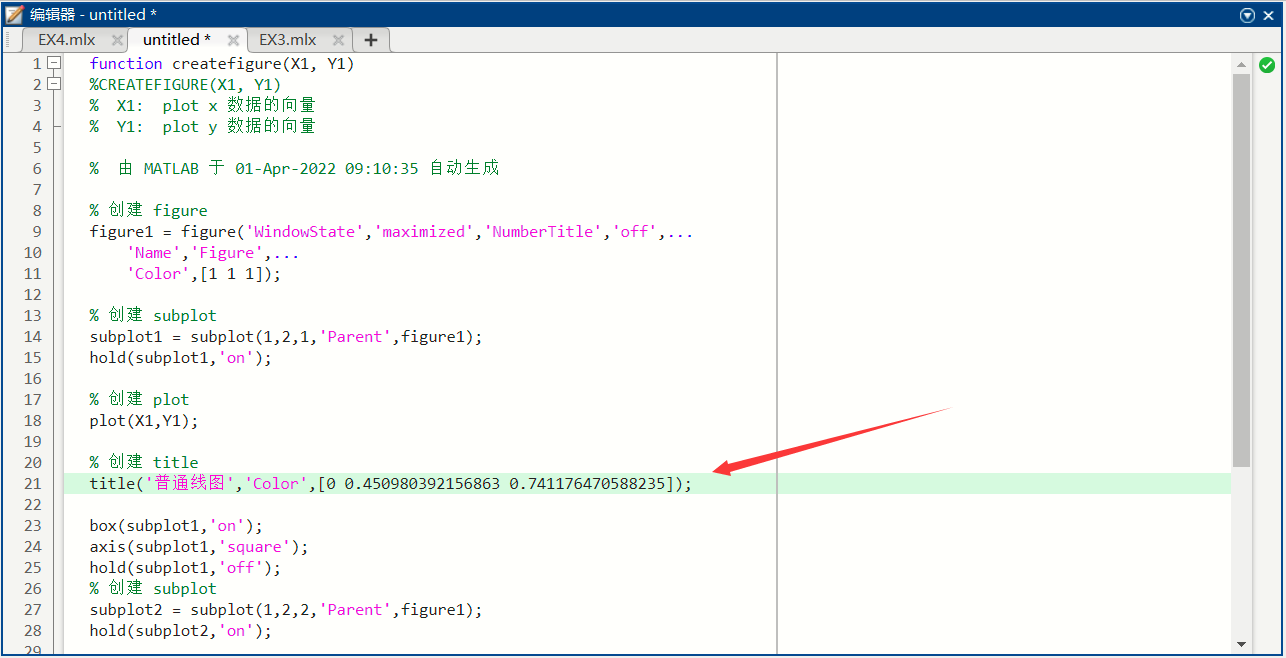 编辑器 - untitled *
EX4.mlx untitled * EX3.mlx
1 function createfigure(X1, Y1)
2 %CREATEFIGURE(X1, Y1)
3 %  X1:  plot x 数据的向量
4 %  Y1:  plot y 数据的向量
5
6 %  由 MATLAB 于 01-Apr-2022 09:10:35 自动生成
7
8 % 创建 figure
9 figure1 = figure('WindowState','maximized','NumberTitle','off',...
10     'Name','Figure',...
11     'Color',[1 1 1]);
12
13 % 创建 subplot
14 subplot1 = subplot(1,2,1,'Parent',figure1);
15 hold(subplot1,'on');
16
17 % 创建 plot
18 plot(X1,Y1);
19
20 % 创建 title
21 title('普通线图','Color',[0 0.450980392156863 0.741176470588235]);
22
23 box(subplot1,'on');
24 axis(subplot1,'square');
25 hold(subplot1,'off');
26 % 创建 subplot
27 subplot2 = subplot(1,2,2,'Parent',figure1);
28 hold(subplot2,'on');
29